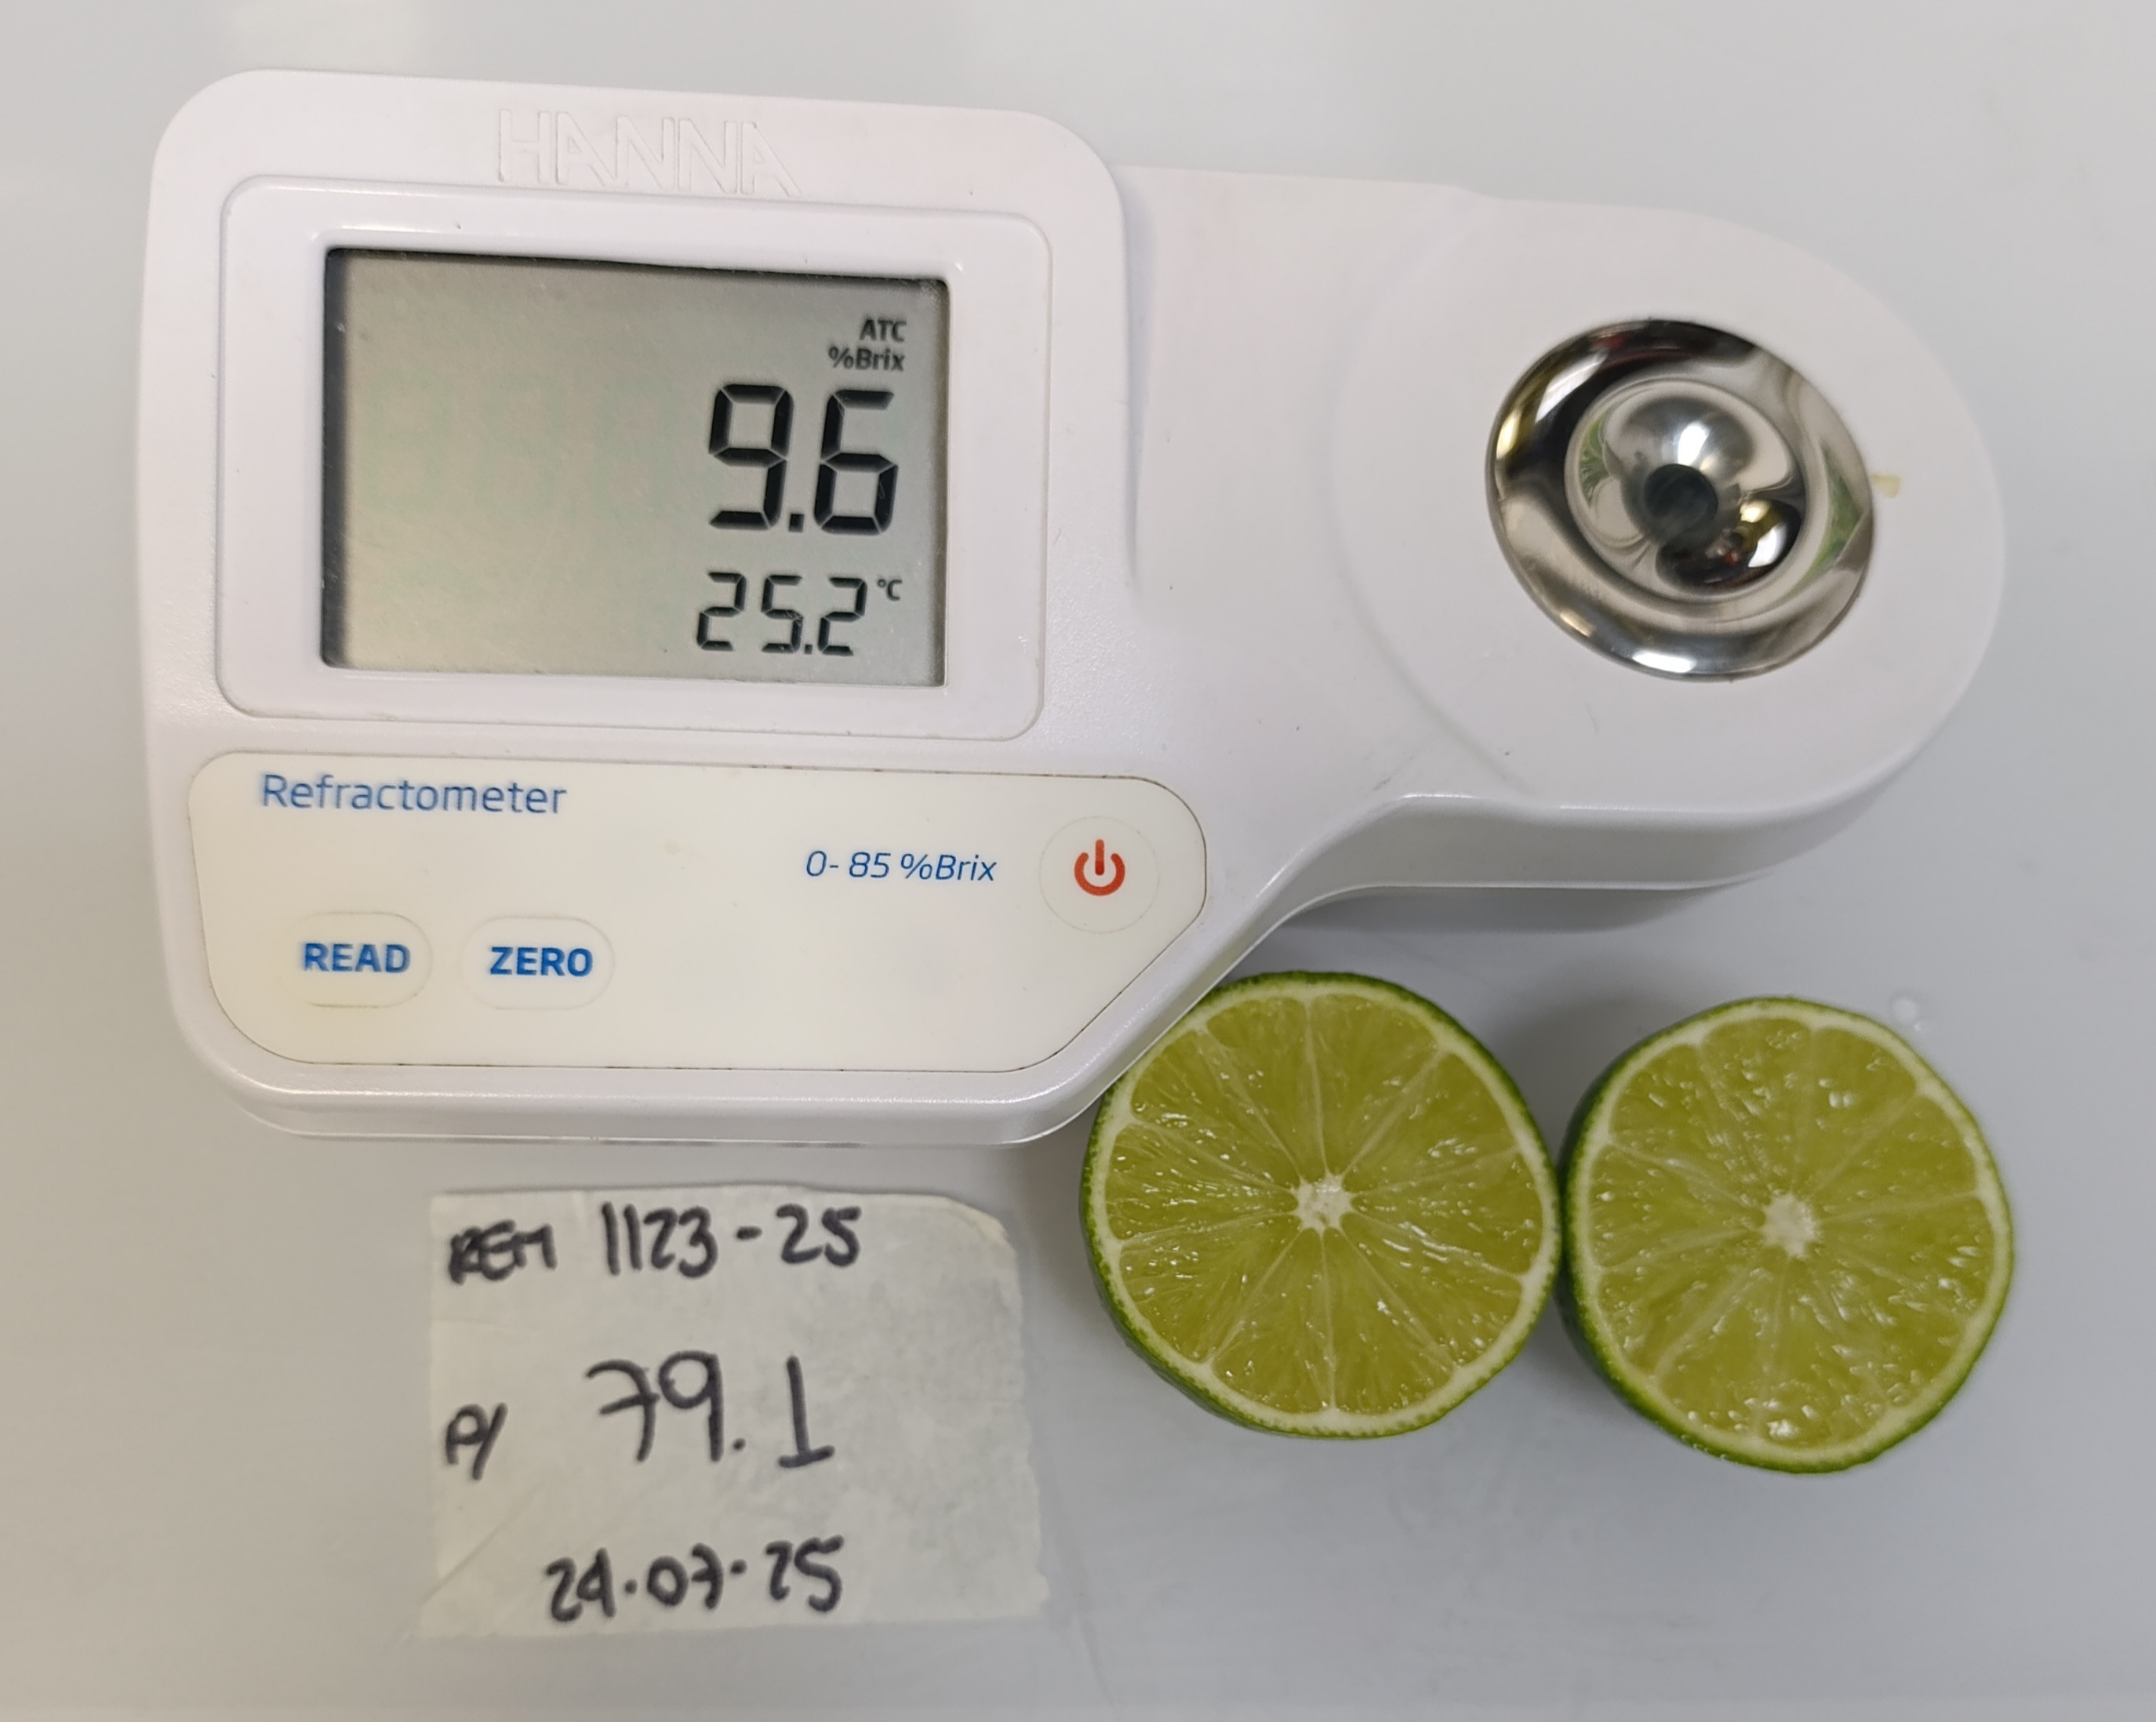 HANNA
ATC
%Brix
9.6
25.2 °C
Refractometer
0-85 %Brix
READ ZERO
REM 1123-25
P/ 79.1
24.07.25